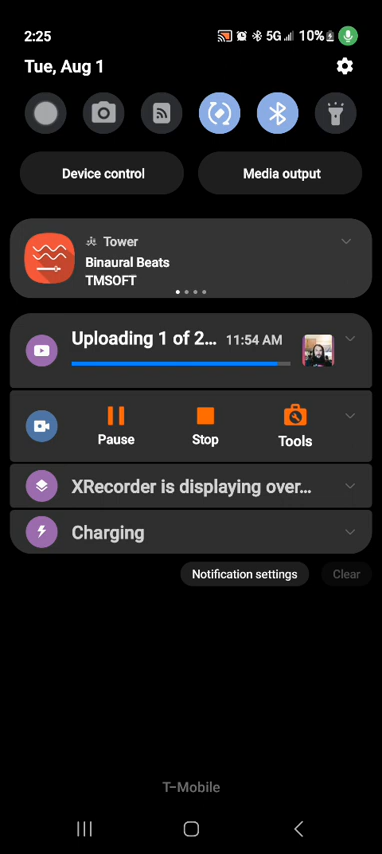 2:25
5G
10%
Tue, Aug 1
Device control
Media output
Tower
Binaural Beats
TMSOFT
Uploading 1 of 2... 11:54 AM
Pause
Stop
Tools
XRecorder is displaying over...
Charging
Notification settings
Clear
T-Mobile